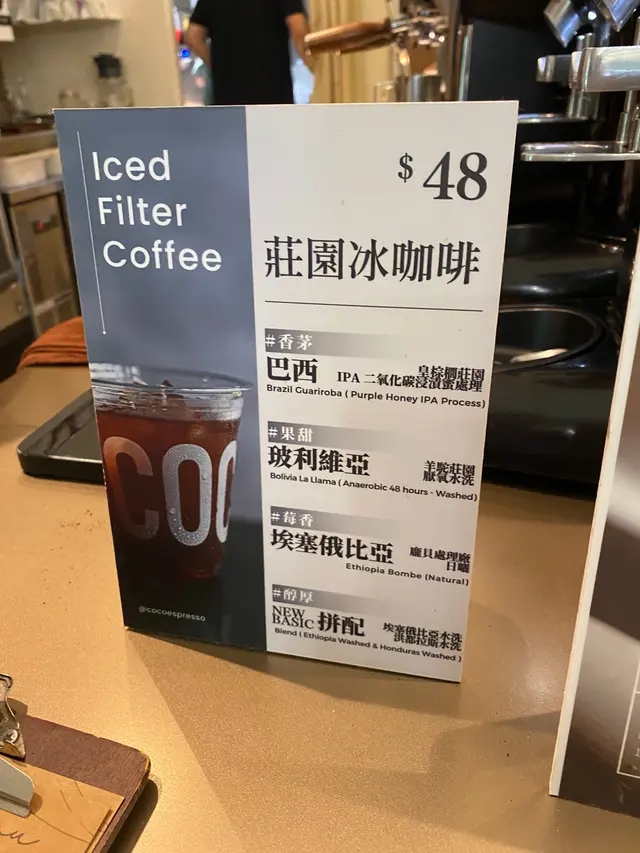 Iced
Filter
Coffee
COCO
@cocoespresso
$ 48
莊園冰咖啡
#香茅
巴西
皇棕櫚莊園
IPA 二氧化碳浸漬蜜處理
Brazil Guariroba ( Purple Honey IPA Process)
#果甜
玻利維亞
羊駝莊園
厭氧水洗
Bolivia La Llama ( Anaerobic 48 hours - Washed)
#莓香
埃塞俄比亞
龐貝處理廠
日曬
Ethiopia Bombe (Natural)
#醇厚
NEW
BASIC 拼配
埃塞俄比亞水洗
洪都拉斯水洗
Blend ( Ethiopia Washed & Honduras Washed )